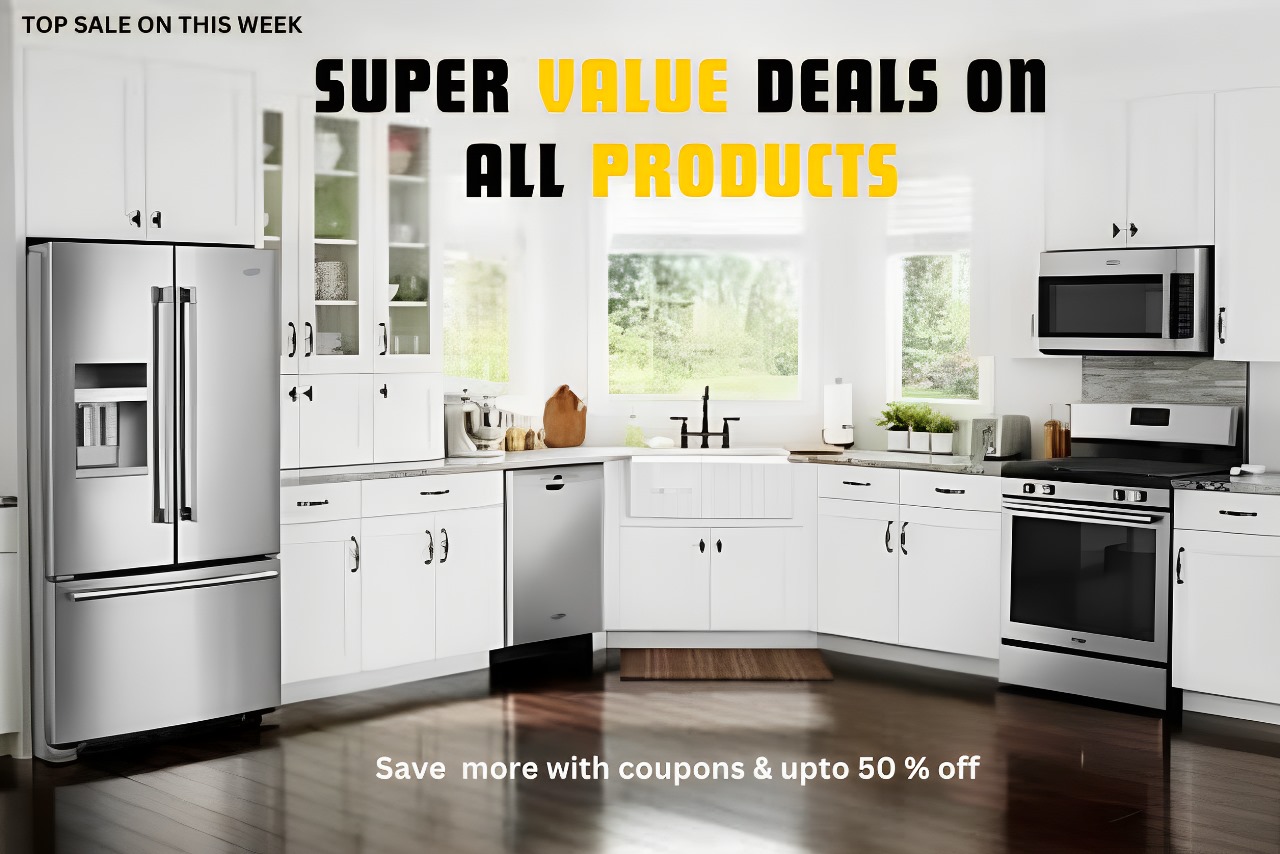 TOP SALE ON THIS WEEK
SUPER VALUE DEALS ON
ALL PRODUCTS
Save  more with coupons & upto 50 % off